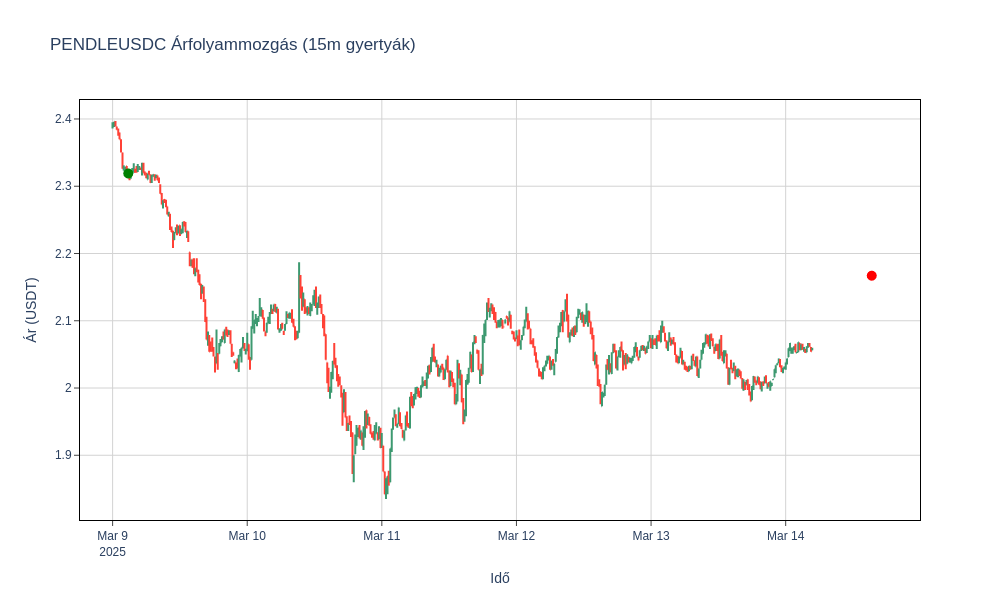 PENDLEUSDC Árfolyammozgás (15m gyertyák)
2.4
2.3
2.2
2.1
2
1.9
Ár (USDT)
Mar 9
2025
Mar 10
Mar 11
Mar 12
Mar 13
Mar 14
Idő